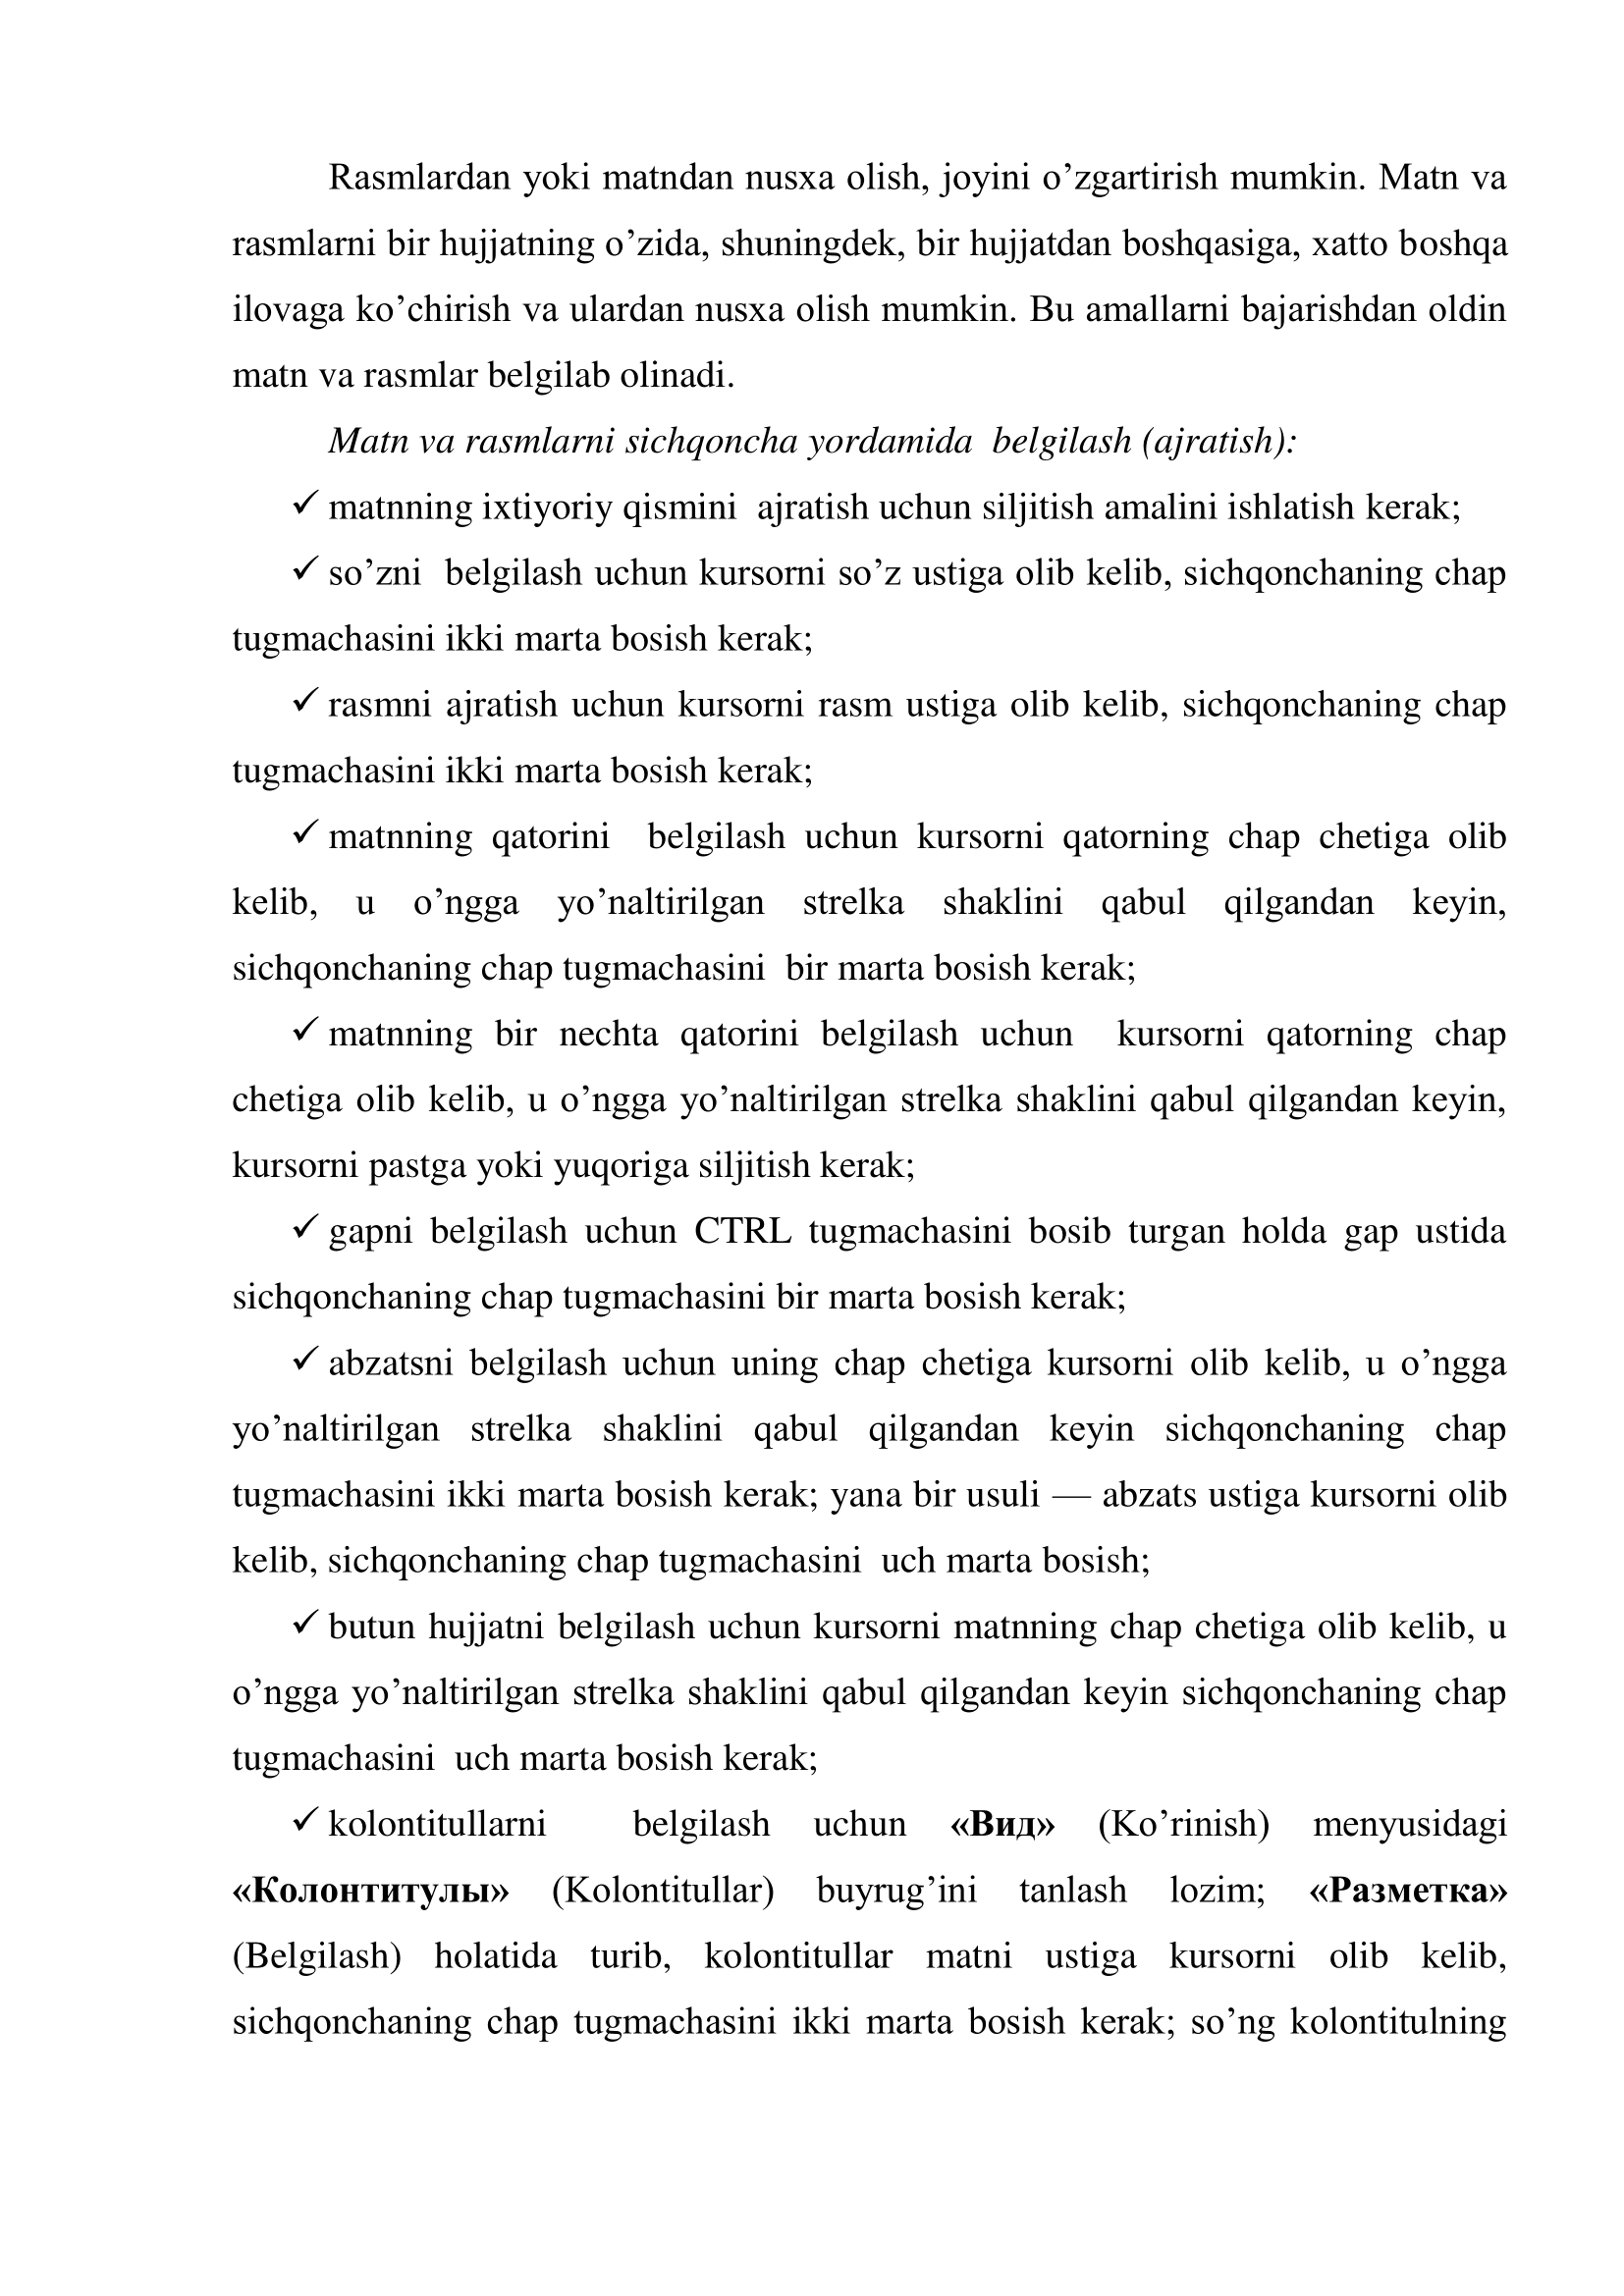 Rasmlardan yoki matndan nusxa olish, joyini o’zgartirish mumkin. Matn va
rasmlarni bir hujjatning o’zida, shuningdek, bir hujjatdan boshqasiga, xatto boshqa
ilovaga ko’chirish va ulardan nusxa olish mumkin. Bu amallarni bajarishdan oldin
matn va rasmlar belgilab olinadi.
Matn va rasmlarni sichqoncha yordamida  belgilash (ajratish):
✓ matnning ixtiyoriy qismini  ajratish uchun siljitish amalini ishlatish kerak;
✓ so’zni  belgilash uchun kursorni so’z ustiga olib kelib, sichqonchaning chap
tugmachasini ikki marta bosish kerak;
✓ rasmni ajratish uchun kursorni rasm ustiga olib kelib, sichqonchaning chap
tugmachasini ikki marta bosish kerak;
✓ matnning qatorini  belgilash uchun kursorni qatorning chap chetiga olib
kelib, u o’ngga yo’naltirilgan strelka shaklini qabul qilgandan keyin,
sichqonchaning chap tugmachasini  bir marta bosish kerak;
✓ matnning bir nechta qatorini belgilash uchun  kursorni qatorning chap
chetiga olib kelib, u o’ngga yo’naltirilgan strelka shaklini qabul qilgandan keyin,
kursorni pastga yoki yuqoriga siljitish kerak;
✓ gapni belgilash uchun CTRL tugmachasini bosib turgan holda gap ustida
sichqonchaning chap tugmachasini bir marta bosish kerak;
✓ abzatsni belgilash uchun uning chap chetiga kursorni olib kelib, u o’ngga
yo’naltirilgan strelka shaklini qabul qilgandan keyin sichqonchaning chap
tugmachasini ikki marta bosish kerak; yana bir usuli — abzats ustiga kursorni olib
kelib, sichqonchaning chap tugmachasini  uch marta bosish;
✓ butun hujjatni belgilash uchun kursorni matnning chap chetiga olib kelib, u
o’ngga yo’naltirilgan strelka shaklini qabul qilgandan keyin sichqonchaning chap
tugmachasini  uch marta bosish kerak;
✓ kolontitullarni  belgilash uchun «Вид» (Ko’rinish) menyusidagi
«Колонтитулы» (Kolontitullar) buyrug’ini tanlash lozim; «Разметка»
(Belgilash) holatida turib, kolontitullar matni ustiga kursorni olib kelib,
sichqonchaning chap tugmachasini ikki marta bosish kerak; so’ng kolontitulning